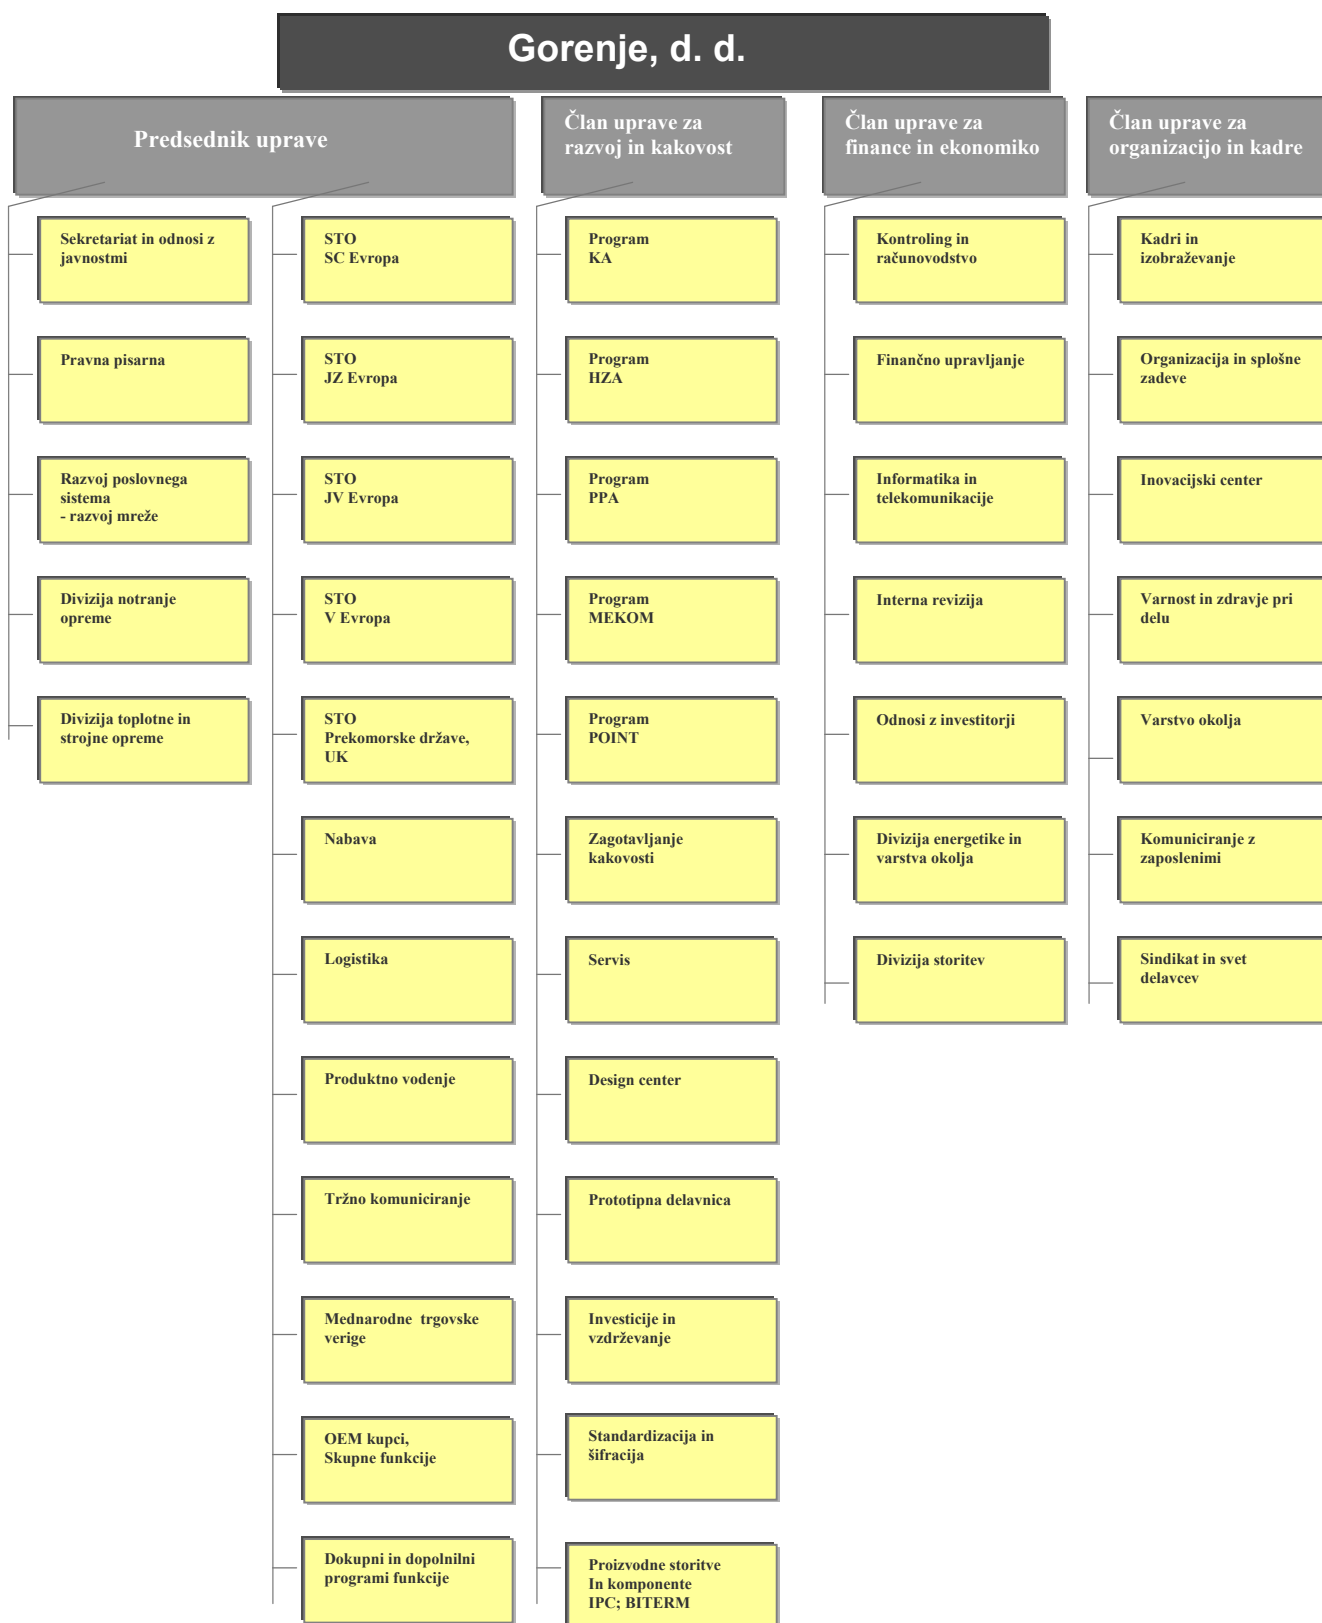 Gorenje, d. d.
Predsednik uprave
Sekretariat in odnosi z
javnostmi
Pravna pisarna
Razvoj poslovnega
sistema
- razvoj mreže
Divizija notranje
opreme
Divizija toplotne in
strojne opreme
STO
SC Evropa
STO
JZ Evropa
STO
JV Evropa
STO
V Evropa
STO
Prekomorske države,
UK
Nabava
Logistika
Produktno vodenje
Tržno komuniciranje
Mednarodne  trgovske
verige
OEM kupci,
Skupne funkcije
Dokupni in dopolnilni
programi funkcije
Član uprave za
razvoj in kakovost
Program
KA
Program
HZA
Program
PPA
Program
MEKOM
Program
POINT
Zagotavljanje
kakovosti
Servis
Design center
Prototipna delavnica
Investicije in
vzdrževanje
Standardizacija in
šifracija
Proizvodne storitve
In komponente
IPC; BITERM
Član uprave za
finance in ekonomiko
Kontroling in
računovodstvo
Finančno upravljanje
Informatika in
telekomunikacije
Interna revizija
Odnosi z investitorji
Divizija energetike in
varstva okolja
Divizija storitev
Član uprave za
organizacijo in kadre
Kadri in
izobraževanje
Organizacija in splošne
zadeve
Inovacijski center
Varnost in zdravje pri
delu
Varstvo okolja
Komuniciranje z
zaposlenimi
Sindikat in svet
delavcev